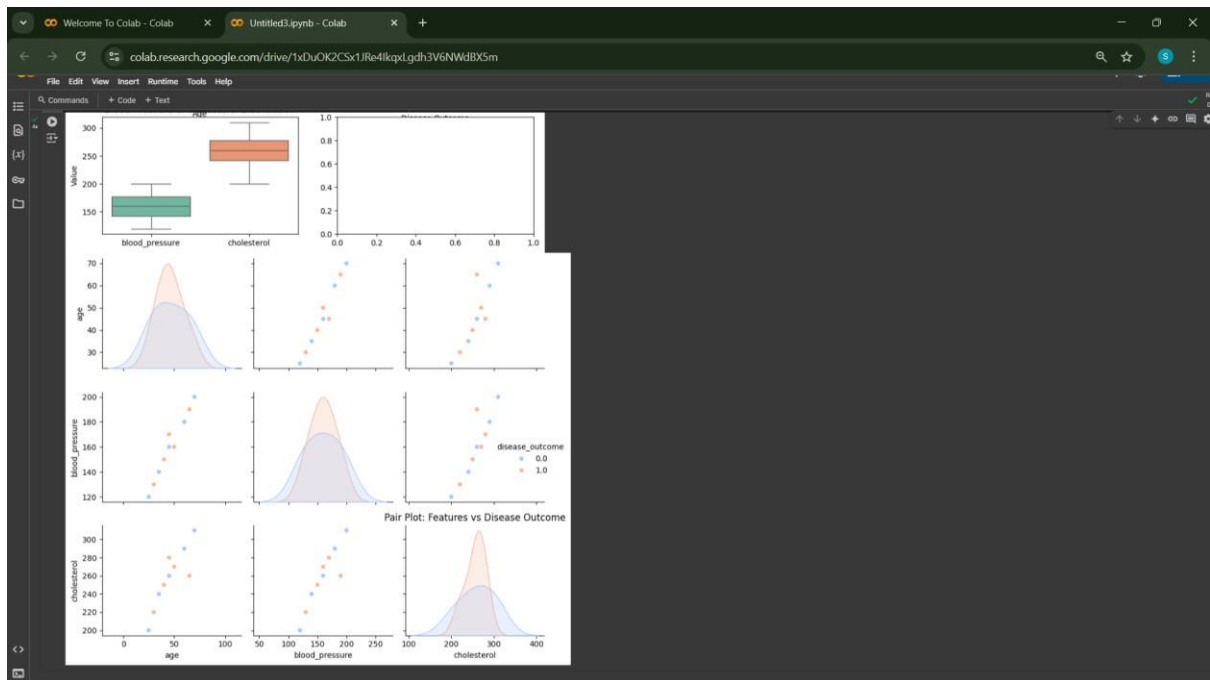 Welcome To Colab - Colab
Untitled3.ipynb - Colab
colab.research.google.com/drive/1xDuOK2CSx1JRe4lkqxLgdh3V6NWdBX5m
S
File Edit View Insert Runtime Tools Help
Commands + Code + Text
Age
Disease Outcome
300
250
200
150
Value
blood_pressure cholesterol
1.0
0.8
0.6
0.4
0.2
0.0
0.0 0.2 0.4 0.6 0.8 1.0
70
60
50
40
30
age
200
180
160
140
120
blood_pressure
disease_outcome
0.0
1.0
Pair Plot: Features vs Disease Outcome
300
280
260
240
220
200
cholesterol
0 50 100
age
50 100 150 200 250
blood_pressure
100 200 300 400
cholesterol